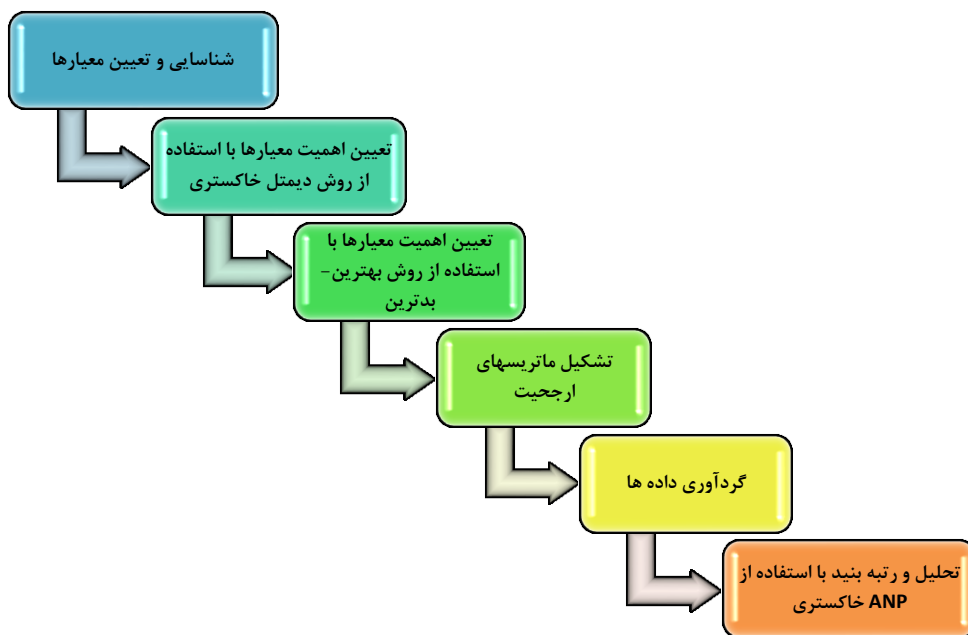 شناسایی و تعیین معیارها
تعیین اهمیت معیارها با استفاده
از روش دیمتل خاکستری
تعیین اهمیت معیارها با
استفاده از روش بهترین-
بدترین
تشکیل ماتریسهای
ارجحیت
گردآوری داده ها
تحلیل و رتبه بنید با استفاده از
ANP خاکستری